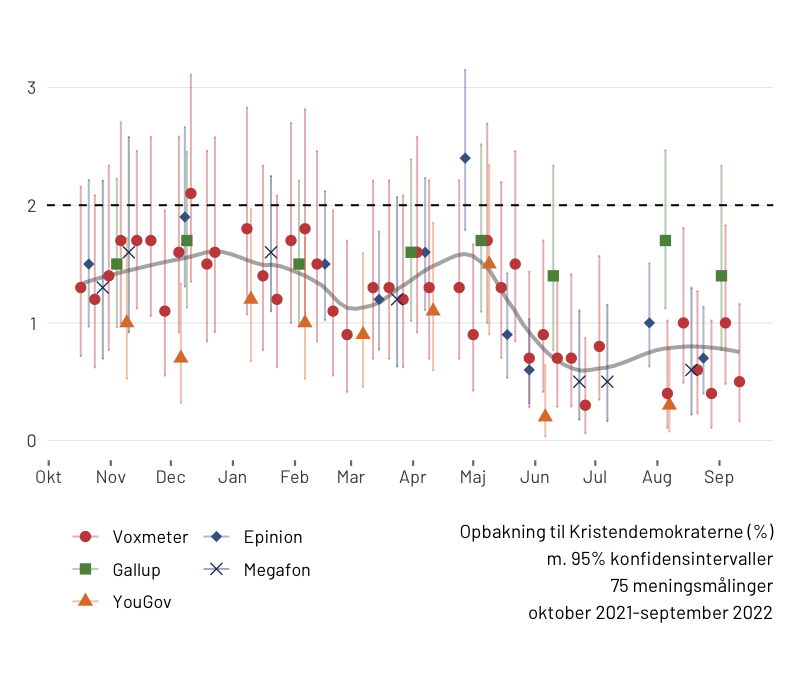 3
2
1
0
Okt Nov Dec Jan Feb Mar Apr Maj Jun Jul Aug Sep
Voxmeter Epinion
Gallup Megafon
YouGov
Opbakning til Kristendemokraterne (%)
m. 95% konfidensintervaller
75 meningsmålinger
oktober 2021-september 2022